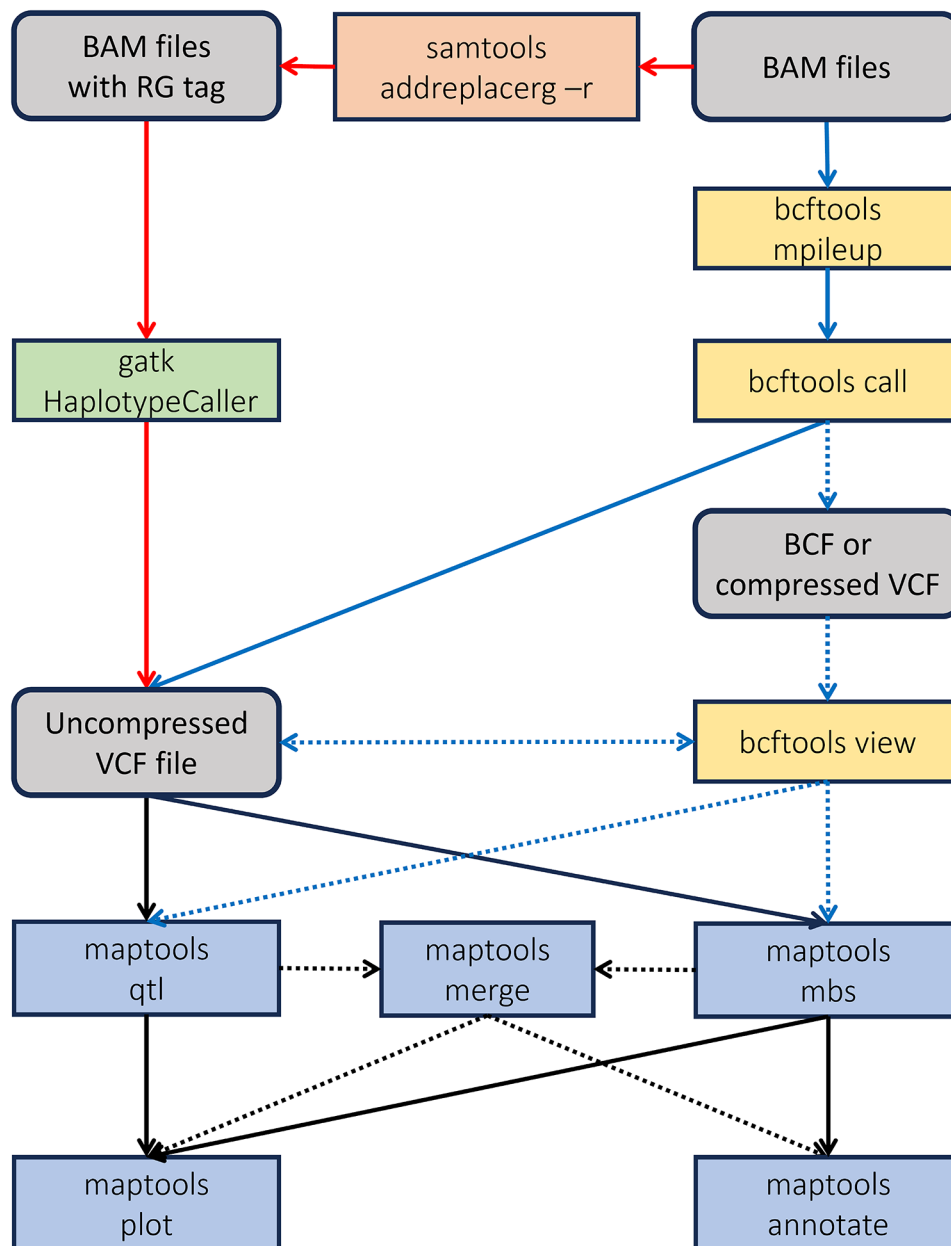 BAM files
with RG tag
samtools
addreplacerg –r
BAM files
bcftools
mpileup
gatk
HaplotypeCaller
bcftools call
BCF or
compressed VCF
Uncompressed
VCF file
bcftools view
maptools
qtl
maptools
merge
maptools
mbs
maptools
plot
maptools
annotate